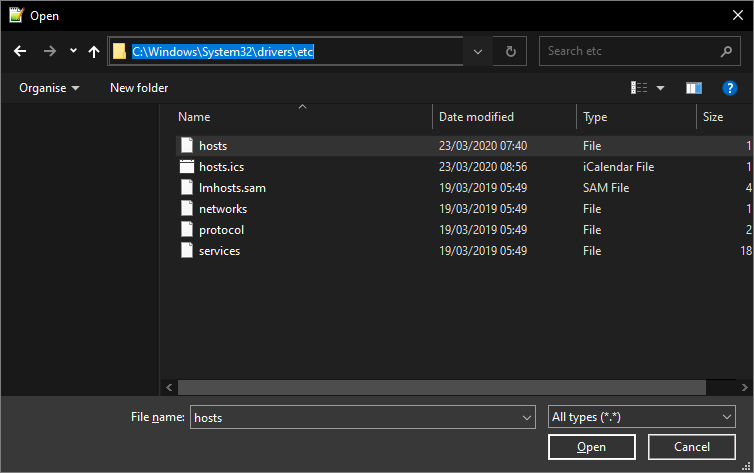 Open
C:\Windows\System32\drivers\etc
Search etc
Organise
New folder
Name Date modified Type Size
hosts 23/03/2020 07:40 File 1
hosts.ics 23/03/2020 08:56 iCalendar File 1
lmhosts.sam 19/03/2019 05:49 SAM File 4
networks 19/03/2019 05:49 File 1
protocol 19/03/2019 05:49 File 2
services 19/03/2019 05:49 File 18
File name: hosts All types (*.*)
Open Cancel